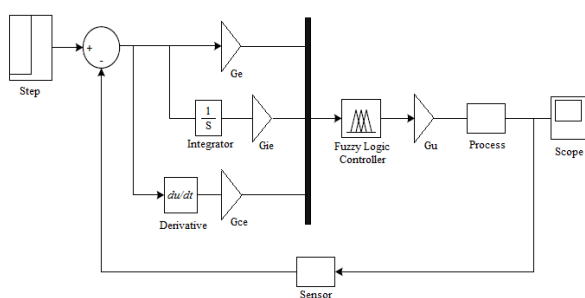 Step
+
-
Ge
1
S
Integrator
Gie
du/dt
Derivative
Gce
Fuzzy Logic
Controller
Gu
Process
Scope
Sensor